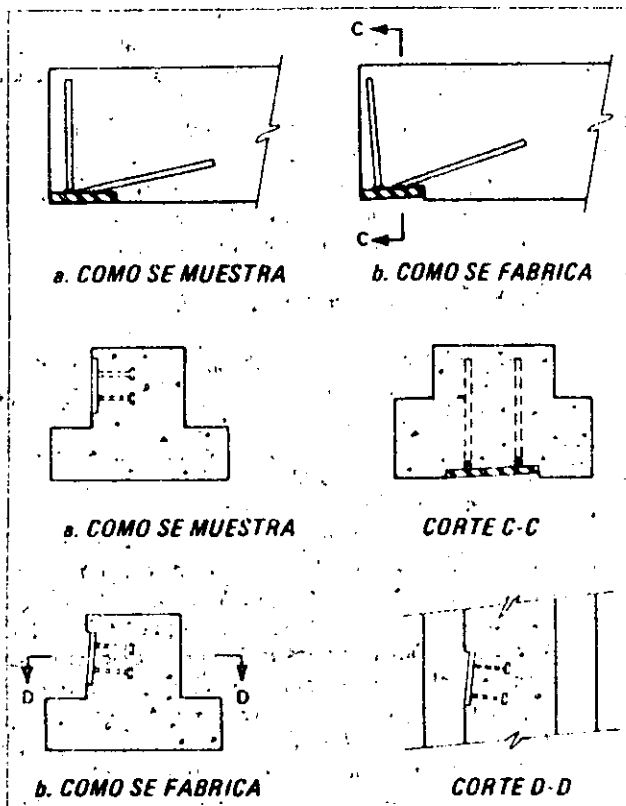 C
C
a. COMO SE MUESTRA
b. COMO SE FABRICA
a. COMO SE MUESTRA
CORTE C-C
D
D
b. COMO SE FABRICA
CORTE D-D